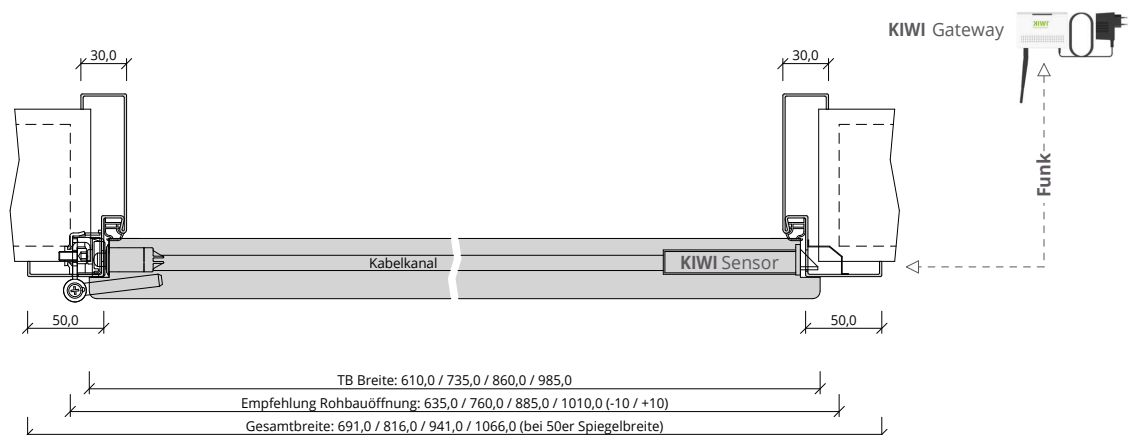 KIWI Gateway
KIWI
30,0
30,0
Funk
Kabelkanal
KIWI Sensor
50,0
50,0
TB Breite: 610,0 / 735,0 / 860,0 / 985,0
Empfehlung Rohbauöffnung: 635,0 / 760,0 / 885,0 / 1010,0 (-10 / +10)
Gesamtbreite: 691,0 / 816,0 / 941,0 / 1066,0 (bei 50er Spiegelbreite)